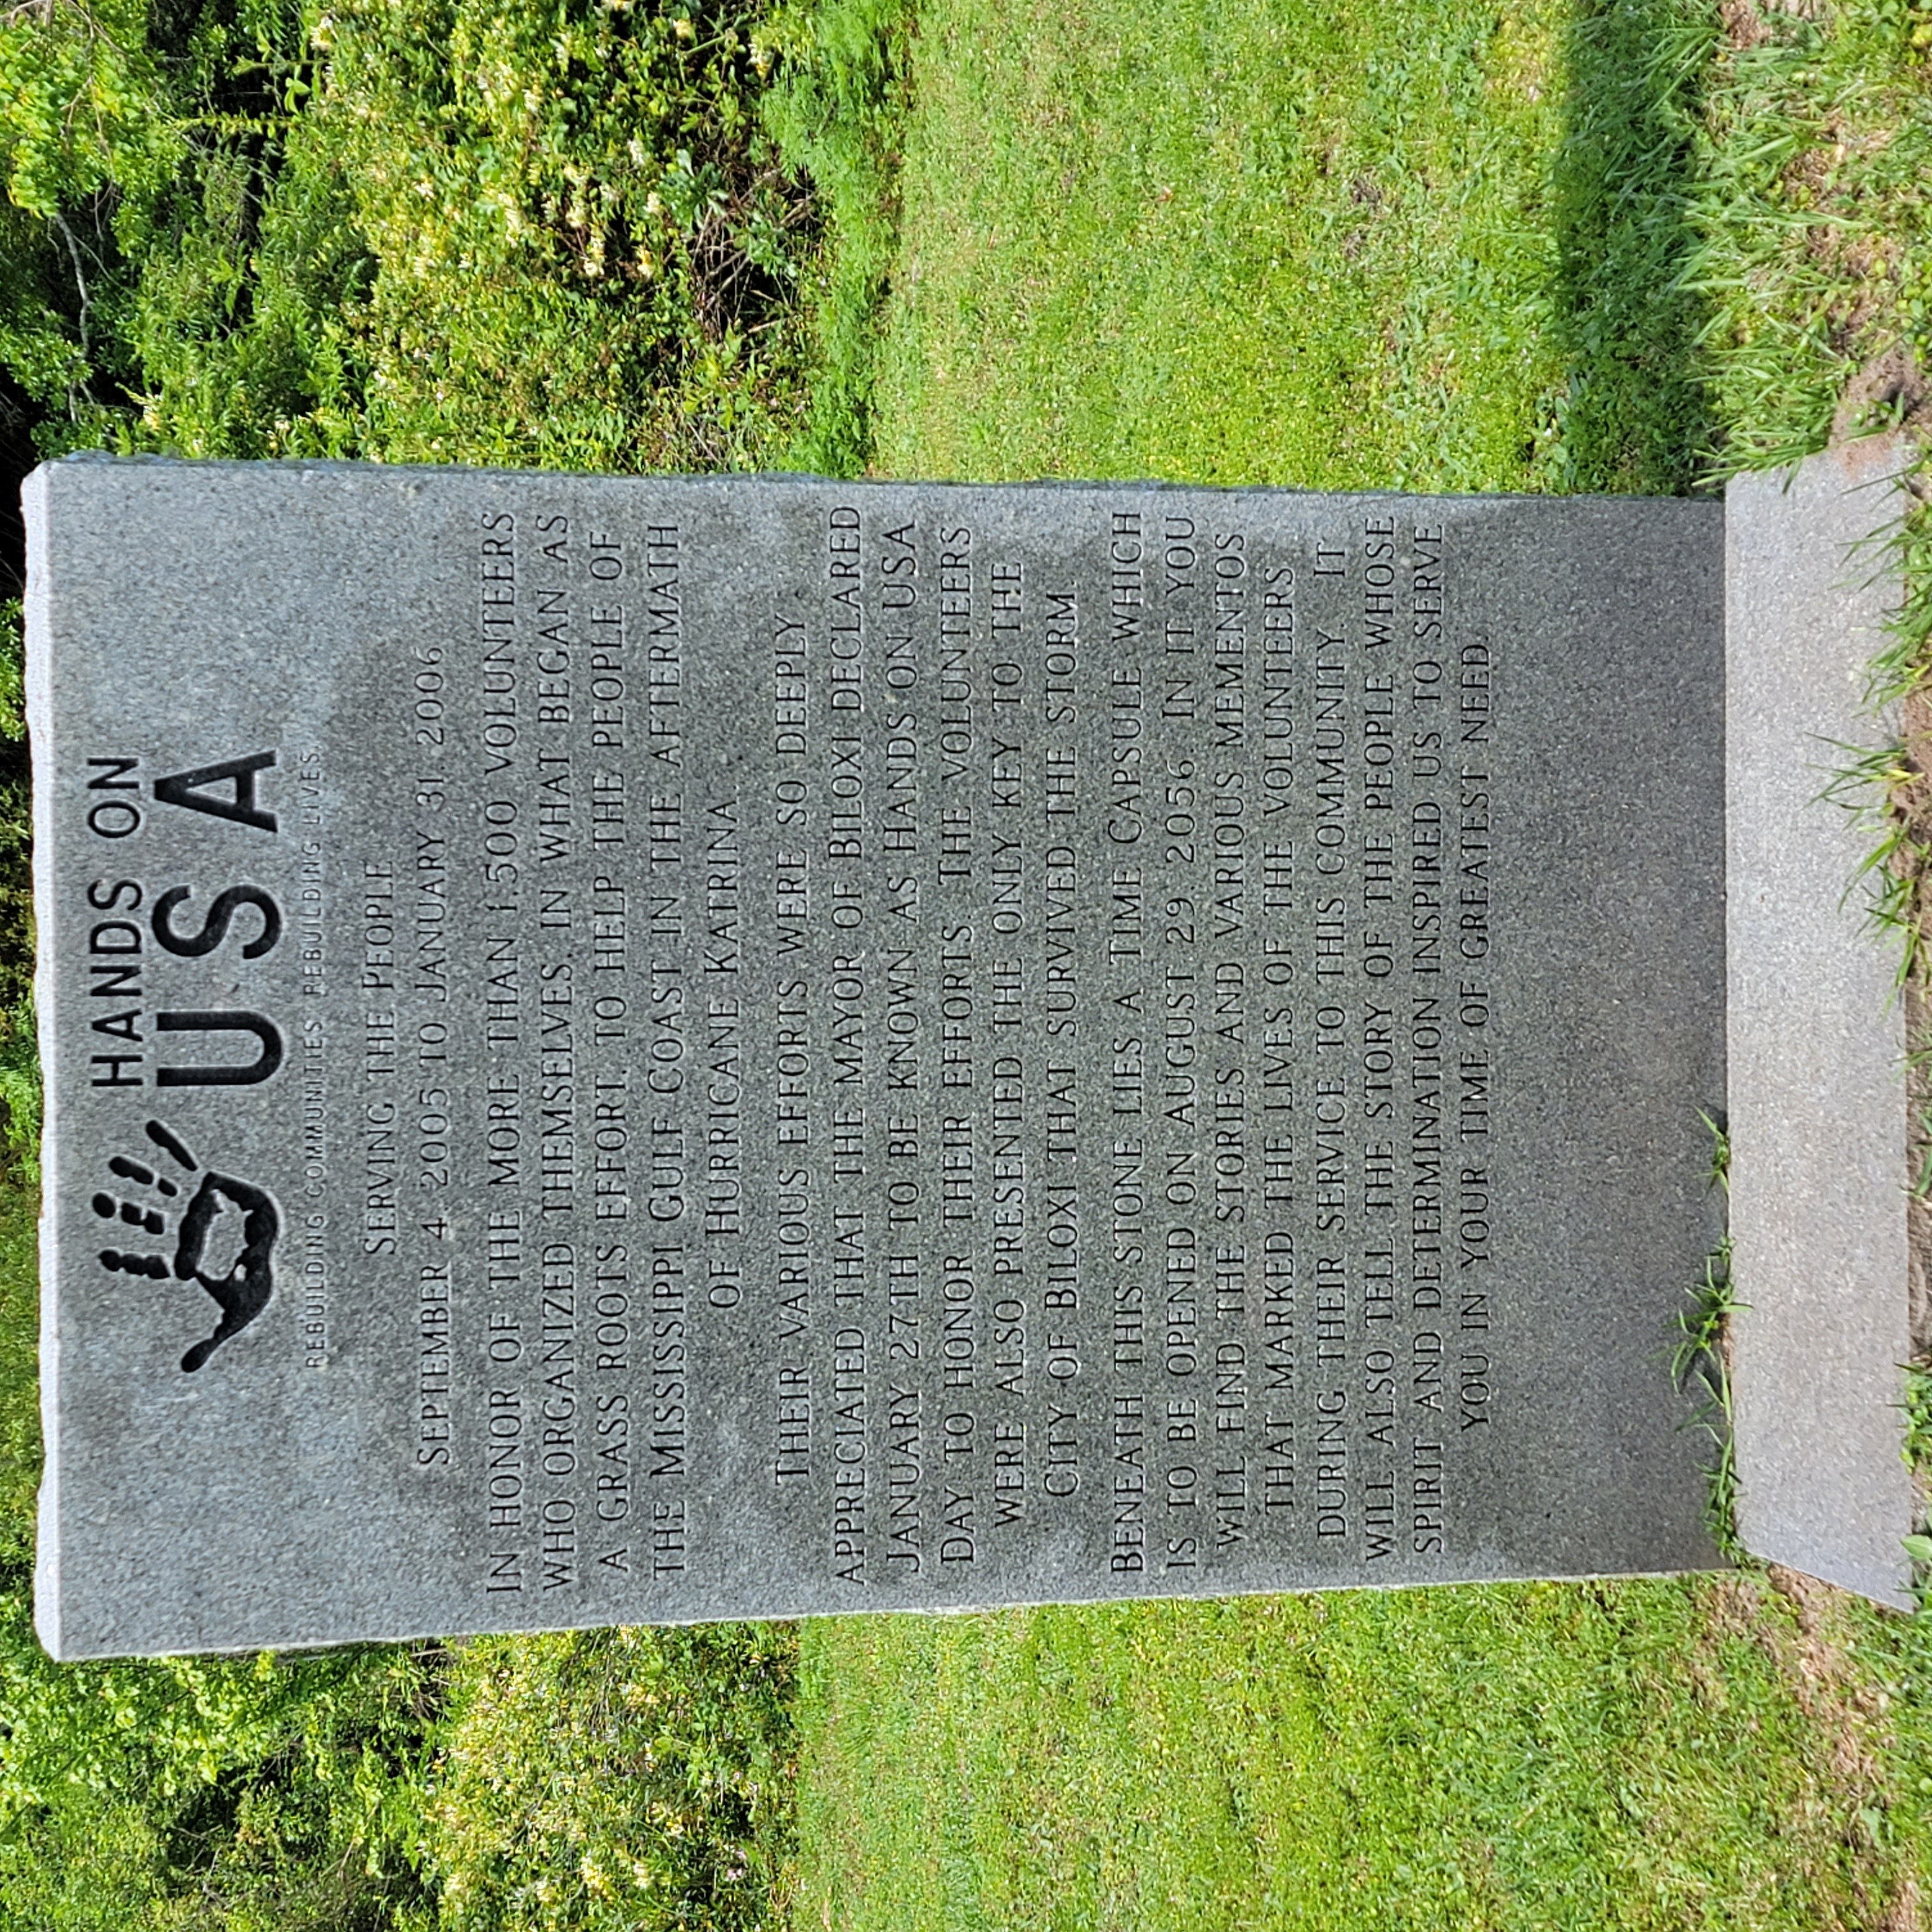 HANDS ON
USA
REBUILDING COMMUNITIES REBUILDING LIVES
SERVING THE PEOPLE
SEPTEMBER 4, 2005 TO JANUARY 31, 2006
IN HONOR OF THE MORE THAN 1,500 VOLUNTEERS
WHO ORGANIZED THEMSELVES, IN WHAT BEGAN AS
A GRASS ROOTS EFFORT, TO HELP THE PEOPLE OF
THE MISSISSIPPI GULF COAST IN THE AFTERMATH
OF HURRICANE KATRINA.
THEIR VARIOUS EFFORTS WERE SO DEEPLY
APPRECIATED THAT THE MAYOR OF BILOXI DECLARED
JANUARY 27TH TO BE KNOWN AS HANDS ON USA
DAY TO HONOR THEIR EFFORTS. THE VOLUNTEERS
WERE ALSO PRESENTED THE ONLY KEY TO THE
CITY OF BILOXI THAT SURVIVED THE STORM.
BENEATH THIS STONE LIES A TIME CAPSULE WHICH
IS TO BE OPENED ON AUGUST 29, 2056. IN IT YOU
WILL FIND THE STORIES AND VARIOUS MEMENTOS
THAT MARKED THE LIVES OF THE VOLUNTEERS
DURING THEIR SERVICE TO THIS COMMUNITY. IT
WILL ALSO TELL THE STORY OF THE PEOPLE WHOSE
SPIRIT AND DETERMINATION INSPIRED US TO SERVE
YOU IN YOUR TIME OF GREATEST NEED.